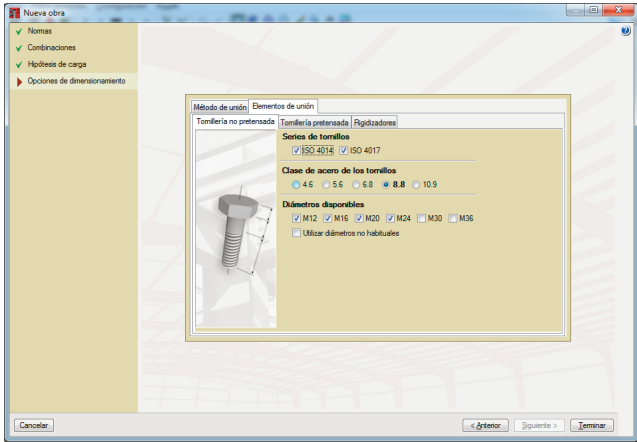 Nueva obra
Normas
Combinaciones
Hipótesis de carga
Opciones de dimensionamiento
Método de unión Elementos de unión
Tornillería no pretensada Tornillería pretensada Rigidizadores
Series de tornillos
ISO 4014 ISO 4017
Clase de acero de los tornillos
4.6 5.6 6.8 8.8 10.9
Diámetros disponibles
M12 M16 M20 M24 M30 M36
Utilizar diámetros no habituales
Cancelar < Anterior Siguiente > Terminar